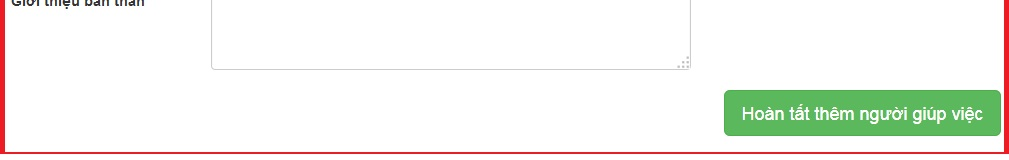 Giới thiệu bản thân
Hoàn tất thêm người giúp việc